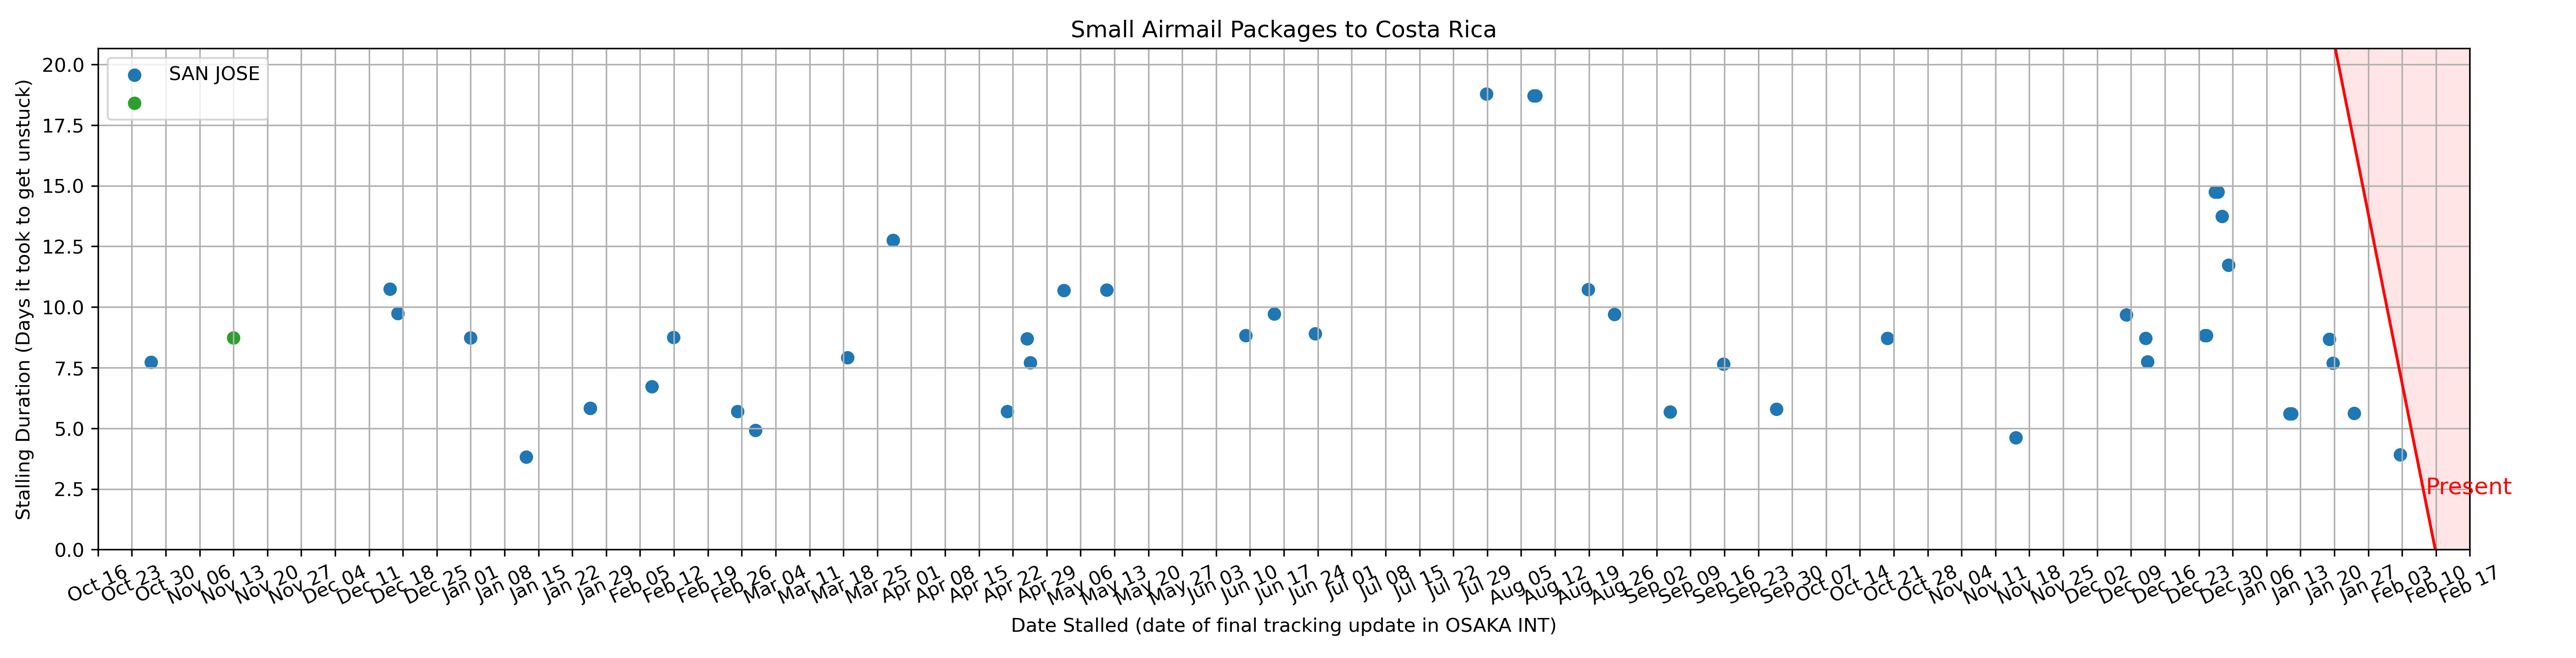 Small Airmail Packages to Costa Rica
SAN JOSE
Stalling Duration (Days it took to get unstuck)
20.0
17.5
15.0
12.5
10.0
7.5
5.0
2.5
0.0
Present
Oct 16 Oct 23 Oct 30 Nov 06 Nov 13 Nov 20 Nov 27 Dec 04 Dec 11 Dec 18 Dec 25 Jan 01 Jan 08 Jan 15 Jan 22 Jan 29 Feb 05 Feb 12 Feb 19 Feb 26 Mar 04 Mar 11 Mar 18 Mar 25 Apr 01 Apr 08 Apr 15 Apr 22 Apr 29 May 06 May 13 May 20 May 27 Jun 03 Jun 10 Jun 17 Jun 24 Jul 01 Jul 08 Jul 15 Jul 22 Jul 29 Aug 05 Aug 12 Aug 19 Aug 26 Sep 02 Sep 09 Sep 16 Sep 23 Sep 30 Oct 07 Oct 14 Oct 21 Oct 28 Nov 04 Nov 11 Nov 18 Nov 25 Dec 02 Dec 09 Dec 16 Dec 23 Dec 30 Jan 06 Jan 13 Jan 20 Jan 27 Feb 03 Feb 10 Feb 17
Date Stalled (date of final tracking update in OSAKA INT)